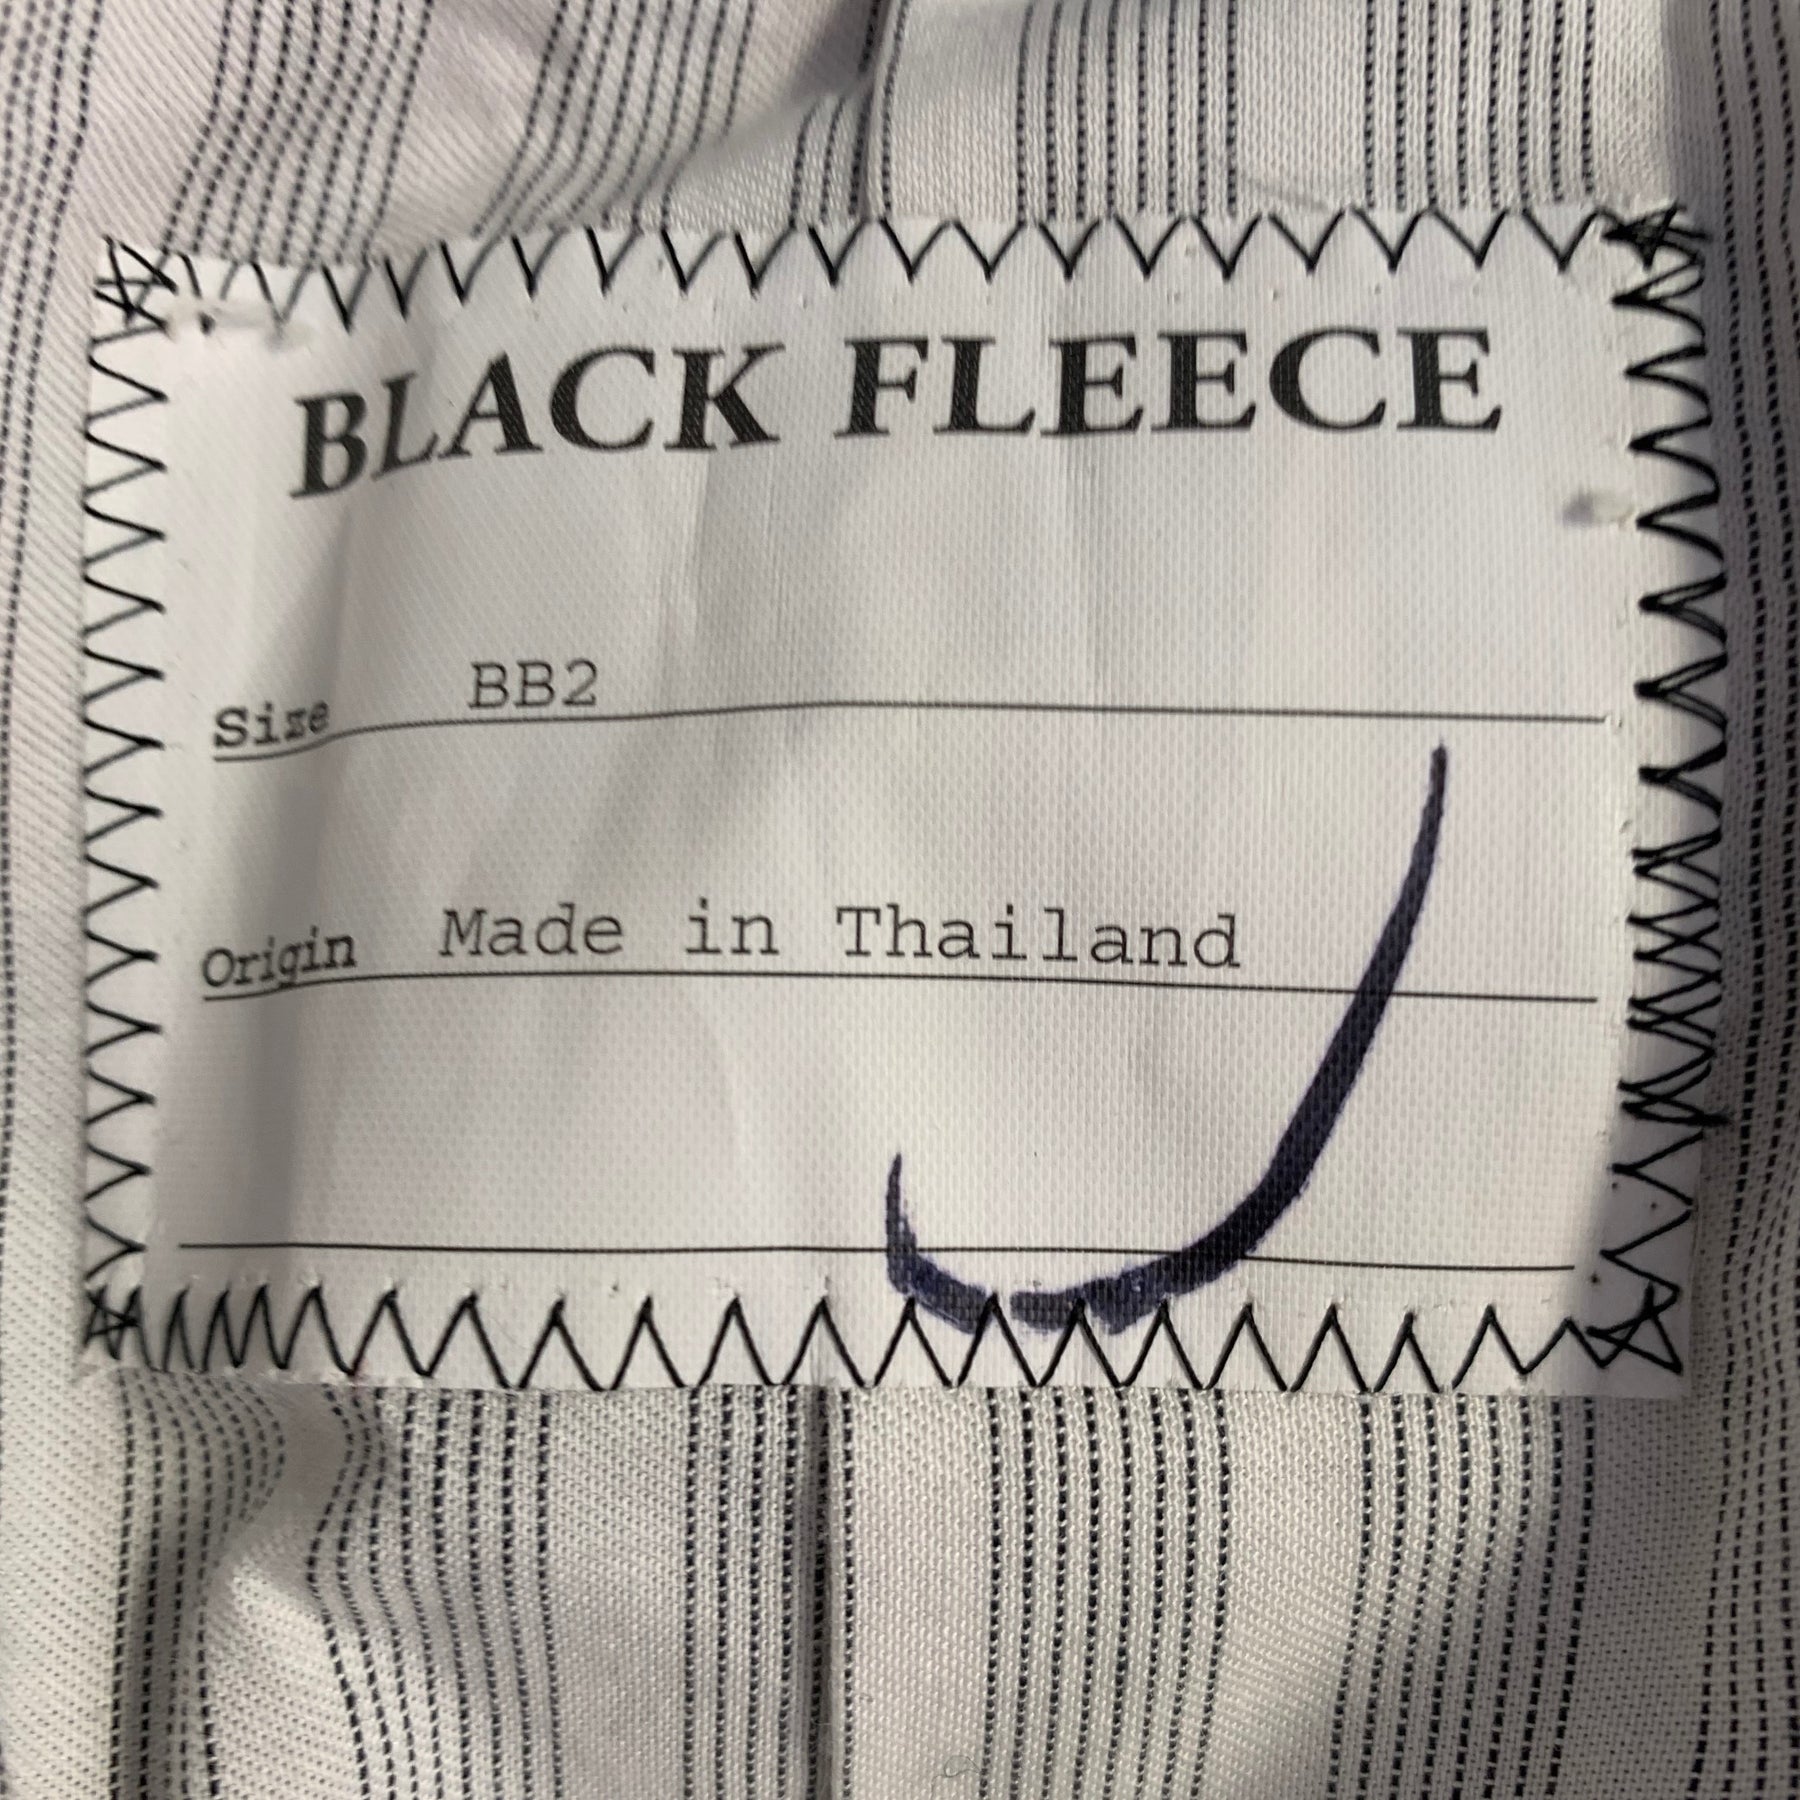 BLACK FLEECE
Size BB2
Origin Made in Thailand